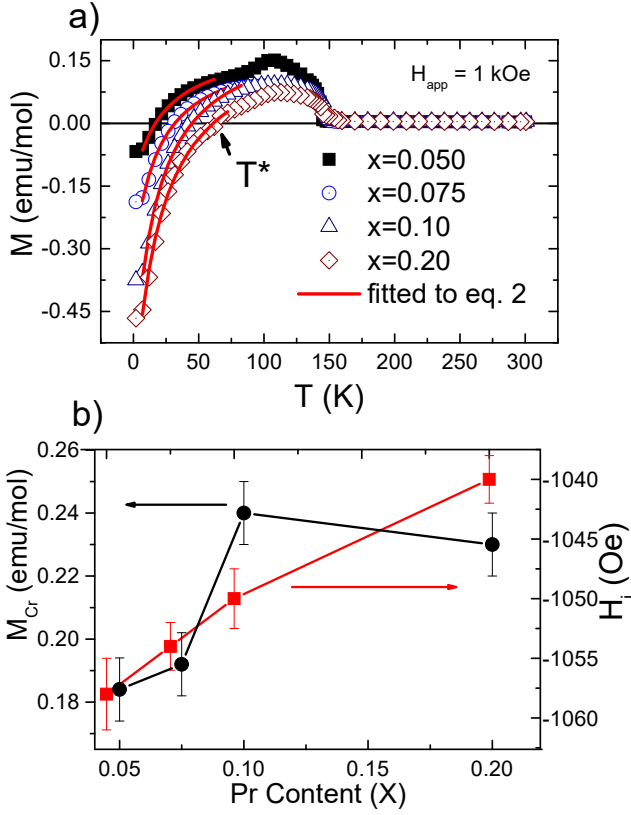 a)
0.15
0.00
-0.15
-0.30
-0.45
M (emu/mol)
H_app = 1 kOe
T*
x=0.050
x=0.075
x=0.10
x=0.20
fitted to eq. 2
0 50 100 150 200 250 300
T (K)
b)
0.26
0.24
0.22
0.20
0.18
M_Cr (emu/mol)
-1040
-1045
-1050
-1055
-1060
H_i (Oe)
0.05 0.10 0.15 0.20
Pr Content (X)